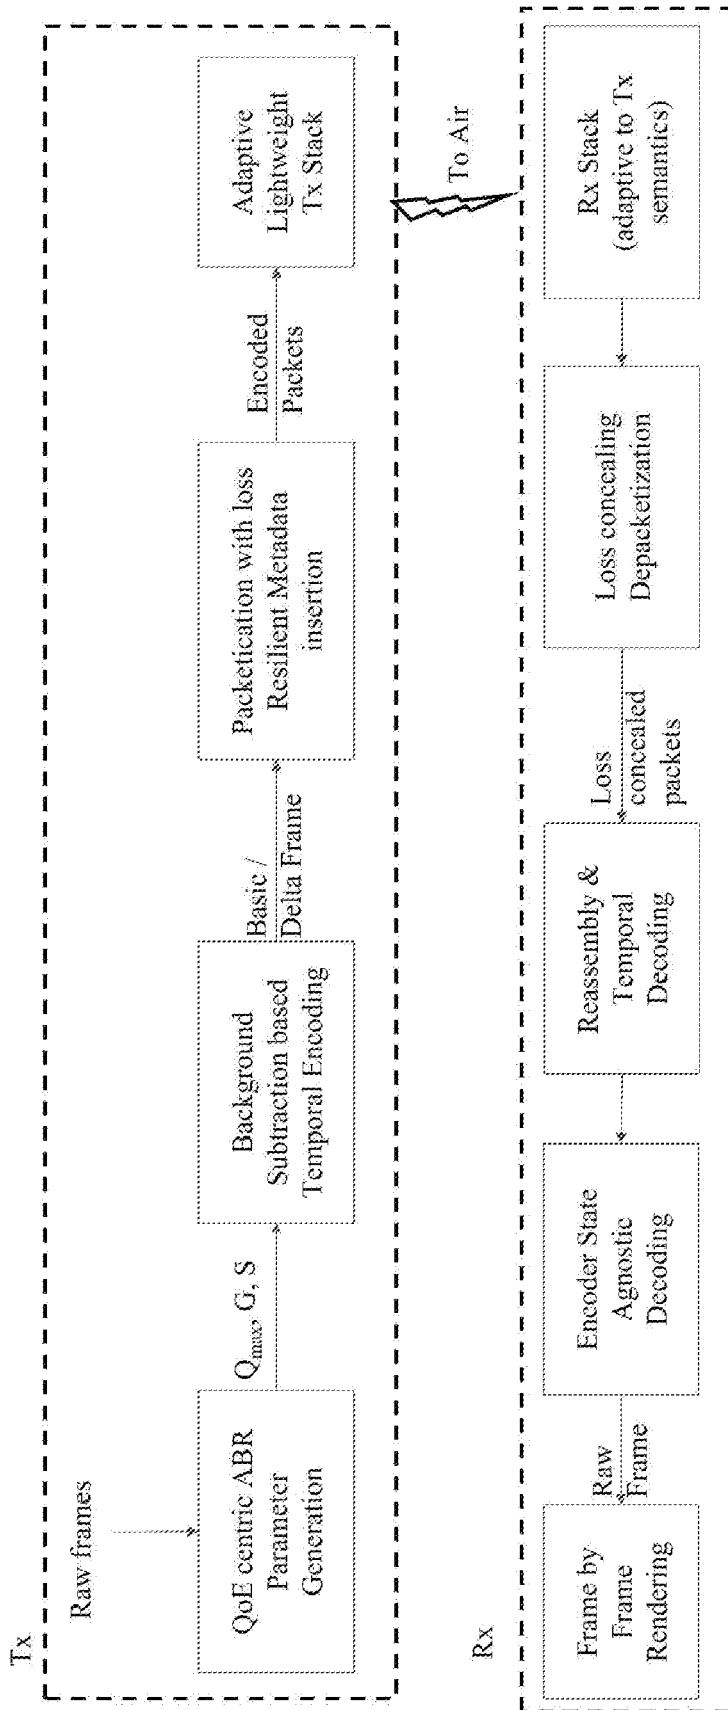 Tx
Raw frames
QoE centric ABR
Parameter
Generation
Qmax, G, S
Background
Subtraction based
Temporal Encoding
Basic /
Delta Frame
Packetication with loss
Resilient Metadata
insertion
Encoded
Packets
Adaptive
Lightweight
Tx Stack
To Air
Rx
Rx Stack
(adaptive to Tx
semantics)
Loss concealing
Depacketization
Loss
concealed
packets
Reassembly &
Temporal
Decoding
Encoder State
Agnostic
Decoding
Raw
Frame
Frame by
Frame
Rendering